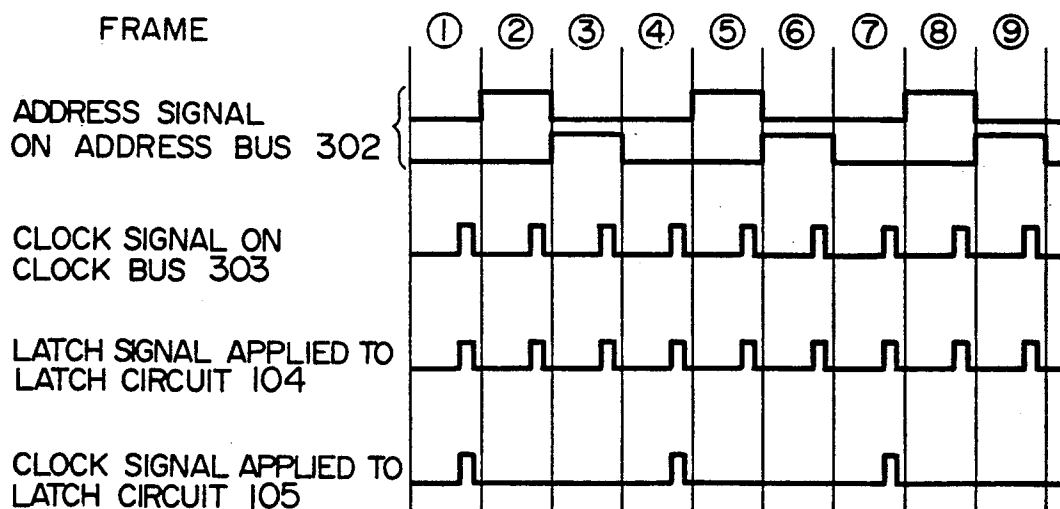 FRAME ① ② ③ ④ ⑤ ⑥ ⑦ ⑧ ⑨
ADDRESS SIGNAL
ON ADDRESS BUS 302
CLOCK SIGNAL ON
CLOCK BUS 303
LATCH SIGNAL APPLIED TO
LATCH CIRCUIT 104
CLOCK SIGNAL APPLIED TO
LATCH CIRCUIT 105